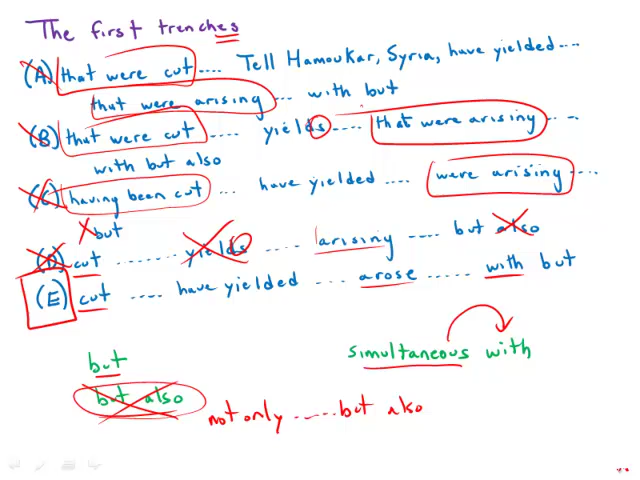 The first trenches
(A) that were cut .... Tell Hamoukar, Syria, have yielded ....
that were arising ... with but
(B) that were cut .... yields .... that were arising ...
with but also
(C) having been cut ... have yielded .... were arising ....
but
(D) cut ....... yields .... arising .... but also
(E) cut .... have yielded ... arose ..... with but
but simultaneous with
but also
not only ......but also